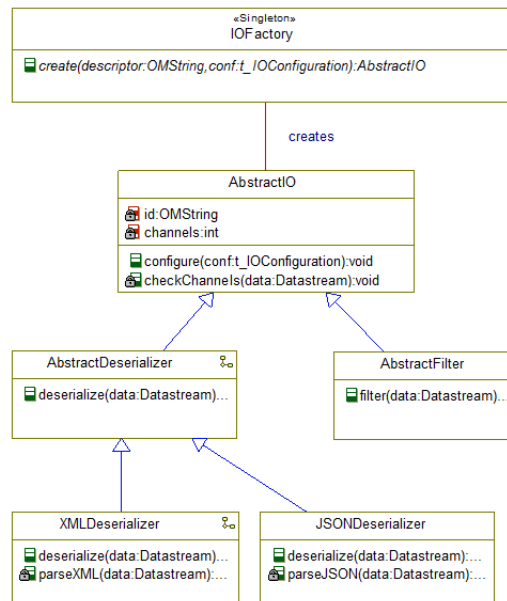 «Singleton»
IOFactory
create(descriptor:OMString,conf:t_IOConfiguration):AbstractIO
creates
AbstractIO
id:OMString
channels:int
configure(conf:t_IOConfiguration):void
checkChannels(data:Datastream):void
AbstractDeserializer
deserialize(data:Datastream)...
AbstractFilter
filter(data:Datastream)...
XMLDeserializer
deserialize(data:Datastream)...
parseXML(data:Datastream):...
JSONDeserializer
deserialize(data:Datastream):...
parseJSON(data:Datastream):...